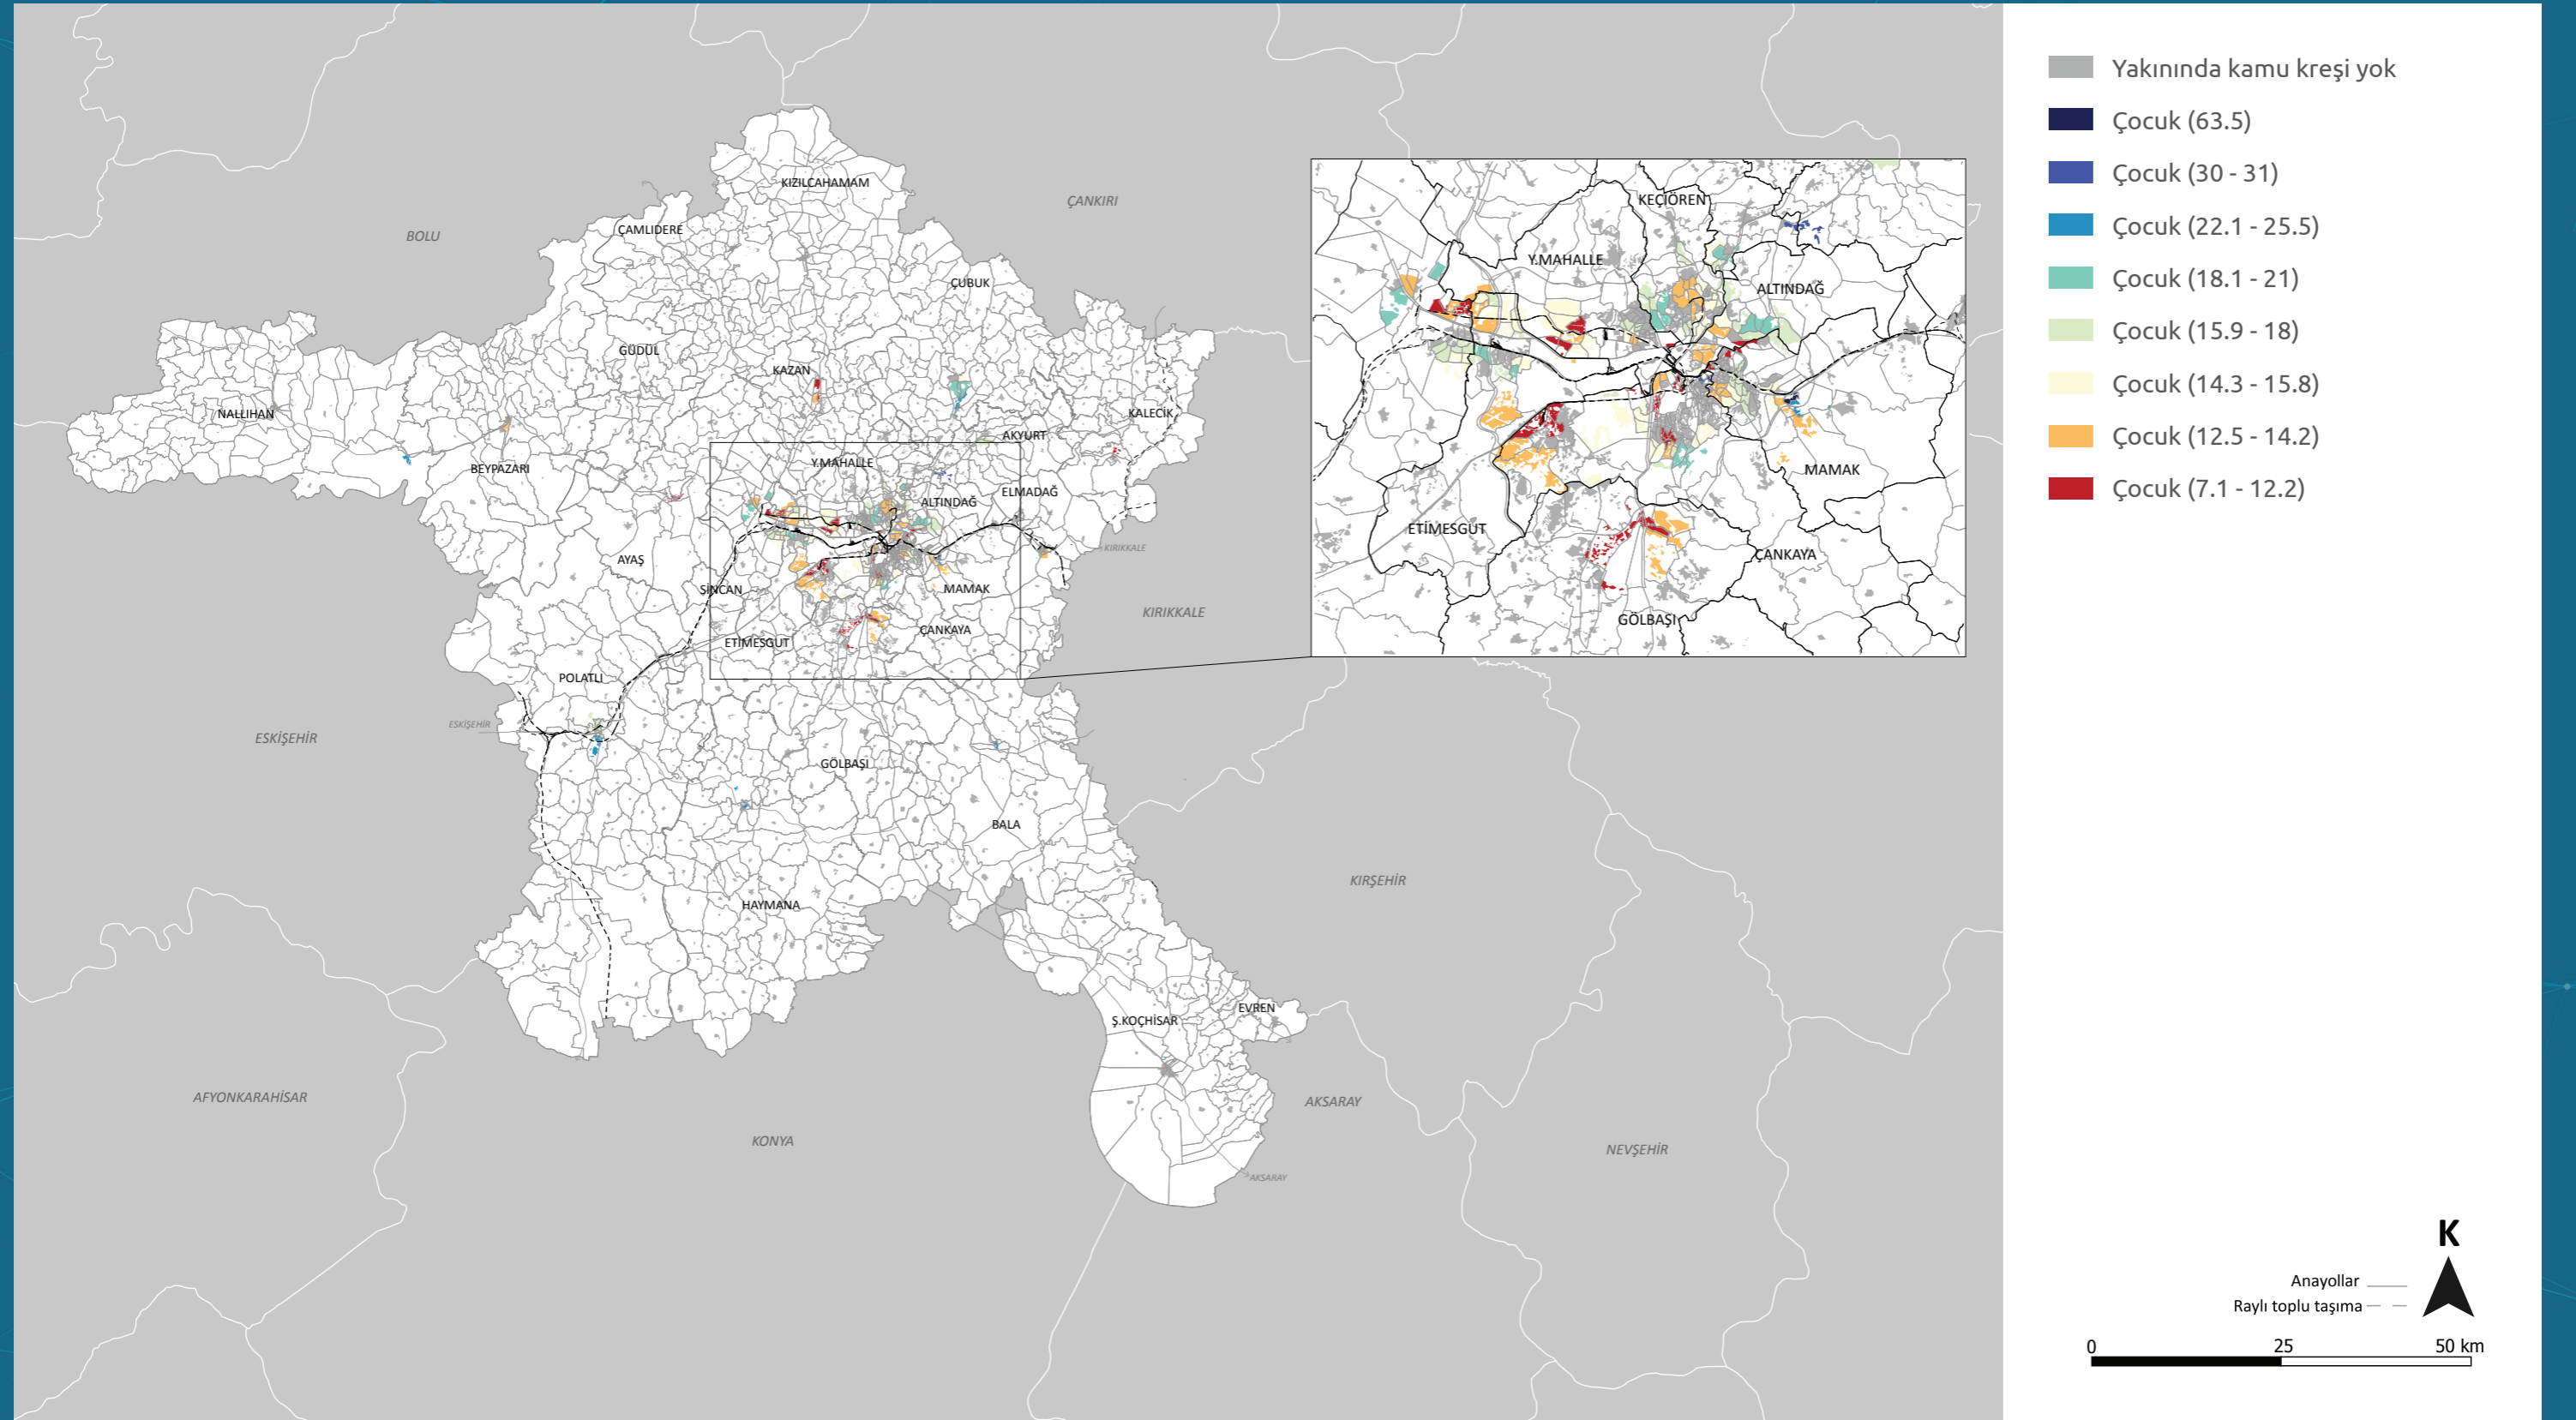 BOLU
ÇANKIRI
KIZILCAHAMAM
ÇAMLIDERE
ÇUBUK
GÜDÜL
KAZAN
NALLIHAN
KALECİK
AKYURT
BEYPAZARI
Y.MAHALLE
ELMADAĞ
ALTINDAĞ
KIRIKKALE
AYAŞ
SİNCAN
MAMAK
KIRIKKALE
ETİMESGUT
ÇANKAYA
POLATLI
ESKİŞEHİR
ESKİŞEHİR
GÖLBAŞI
BALA
KIRŞEHİR
HAYMANA
EVREN
Ş.KOÇHİSAR
AFYONKARAHİSAR
AKSARAY
KONYA
NEVŞEHİR
AKSARAY
KEÇİÖREN
Y.MAHALLE
ALTINDAĞ
MAMAK
ETİMESGUT
ÇANKAYA
GÖLBAŞI
Yakınında kamu kreşi yok
Çocuk (63.5)
Çocuk (30 - 31)
Çocuk (22.1 - 25.5)
Çocuk (18.1 - 21)
Çocuk (15.9 - 18)
Çocuk (14.3 - 15.8)
Çocuk (12.5 - 14.2)
Çocuk (7.1 - 12.2)
K
Anayollar
Raylı toplu taşıma
0 25 50 km